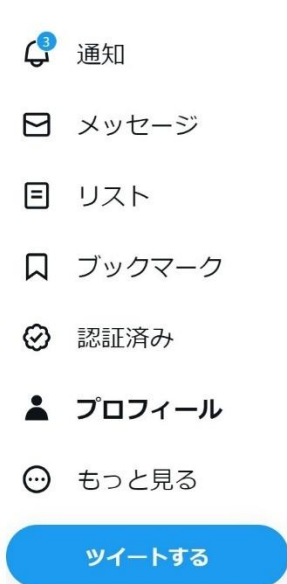 3
通知
メッセージ
リスト
ブックマーク
認証済み
プロフィール
もっと見る
ツイートする